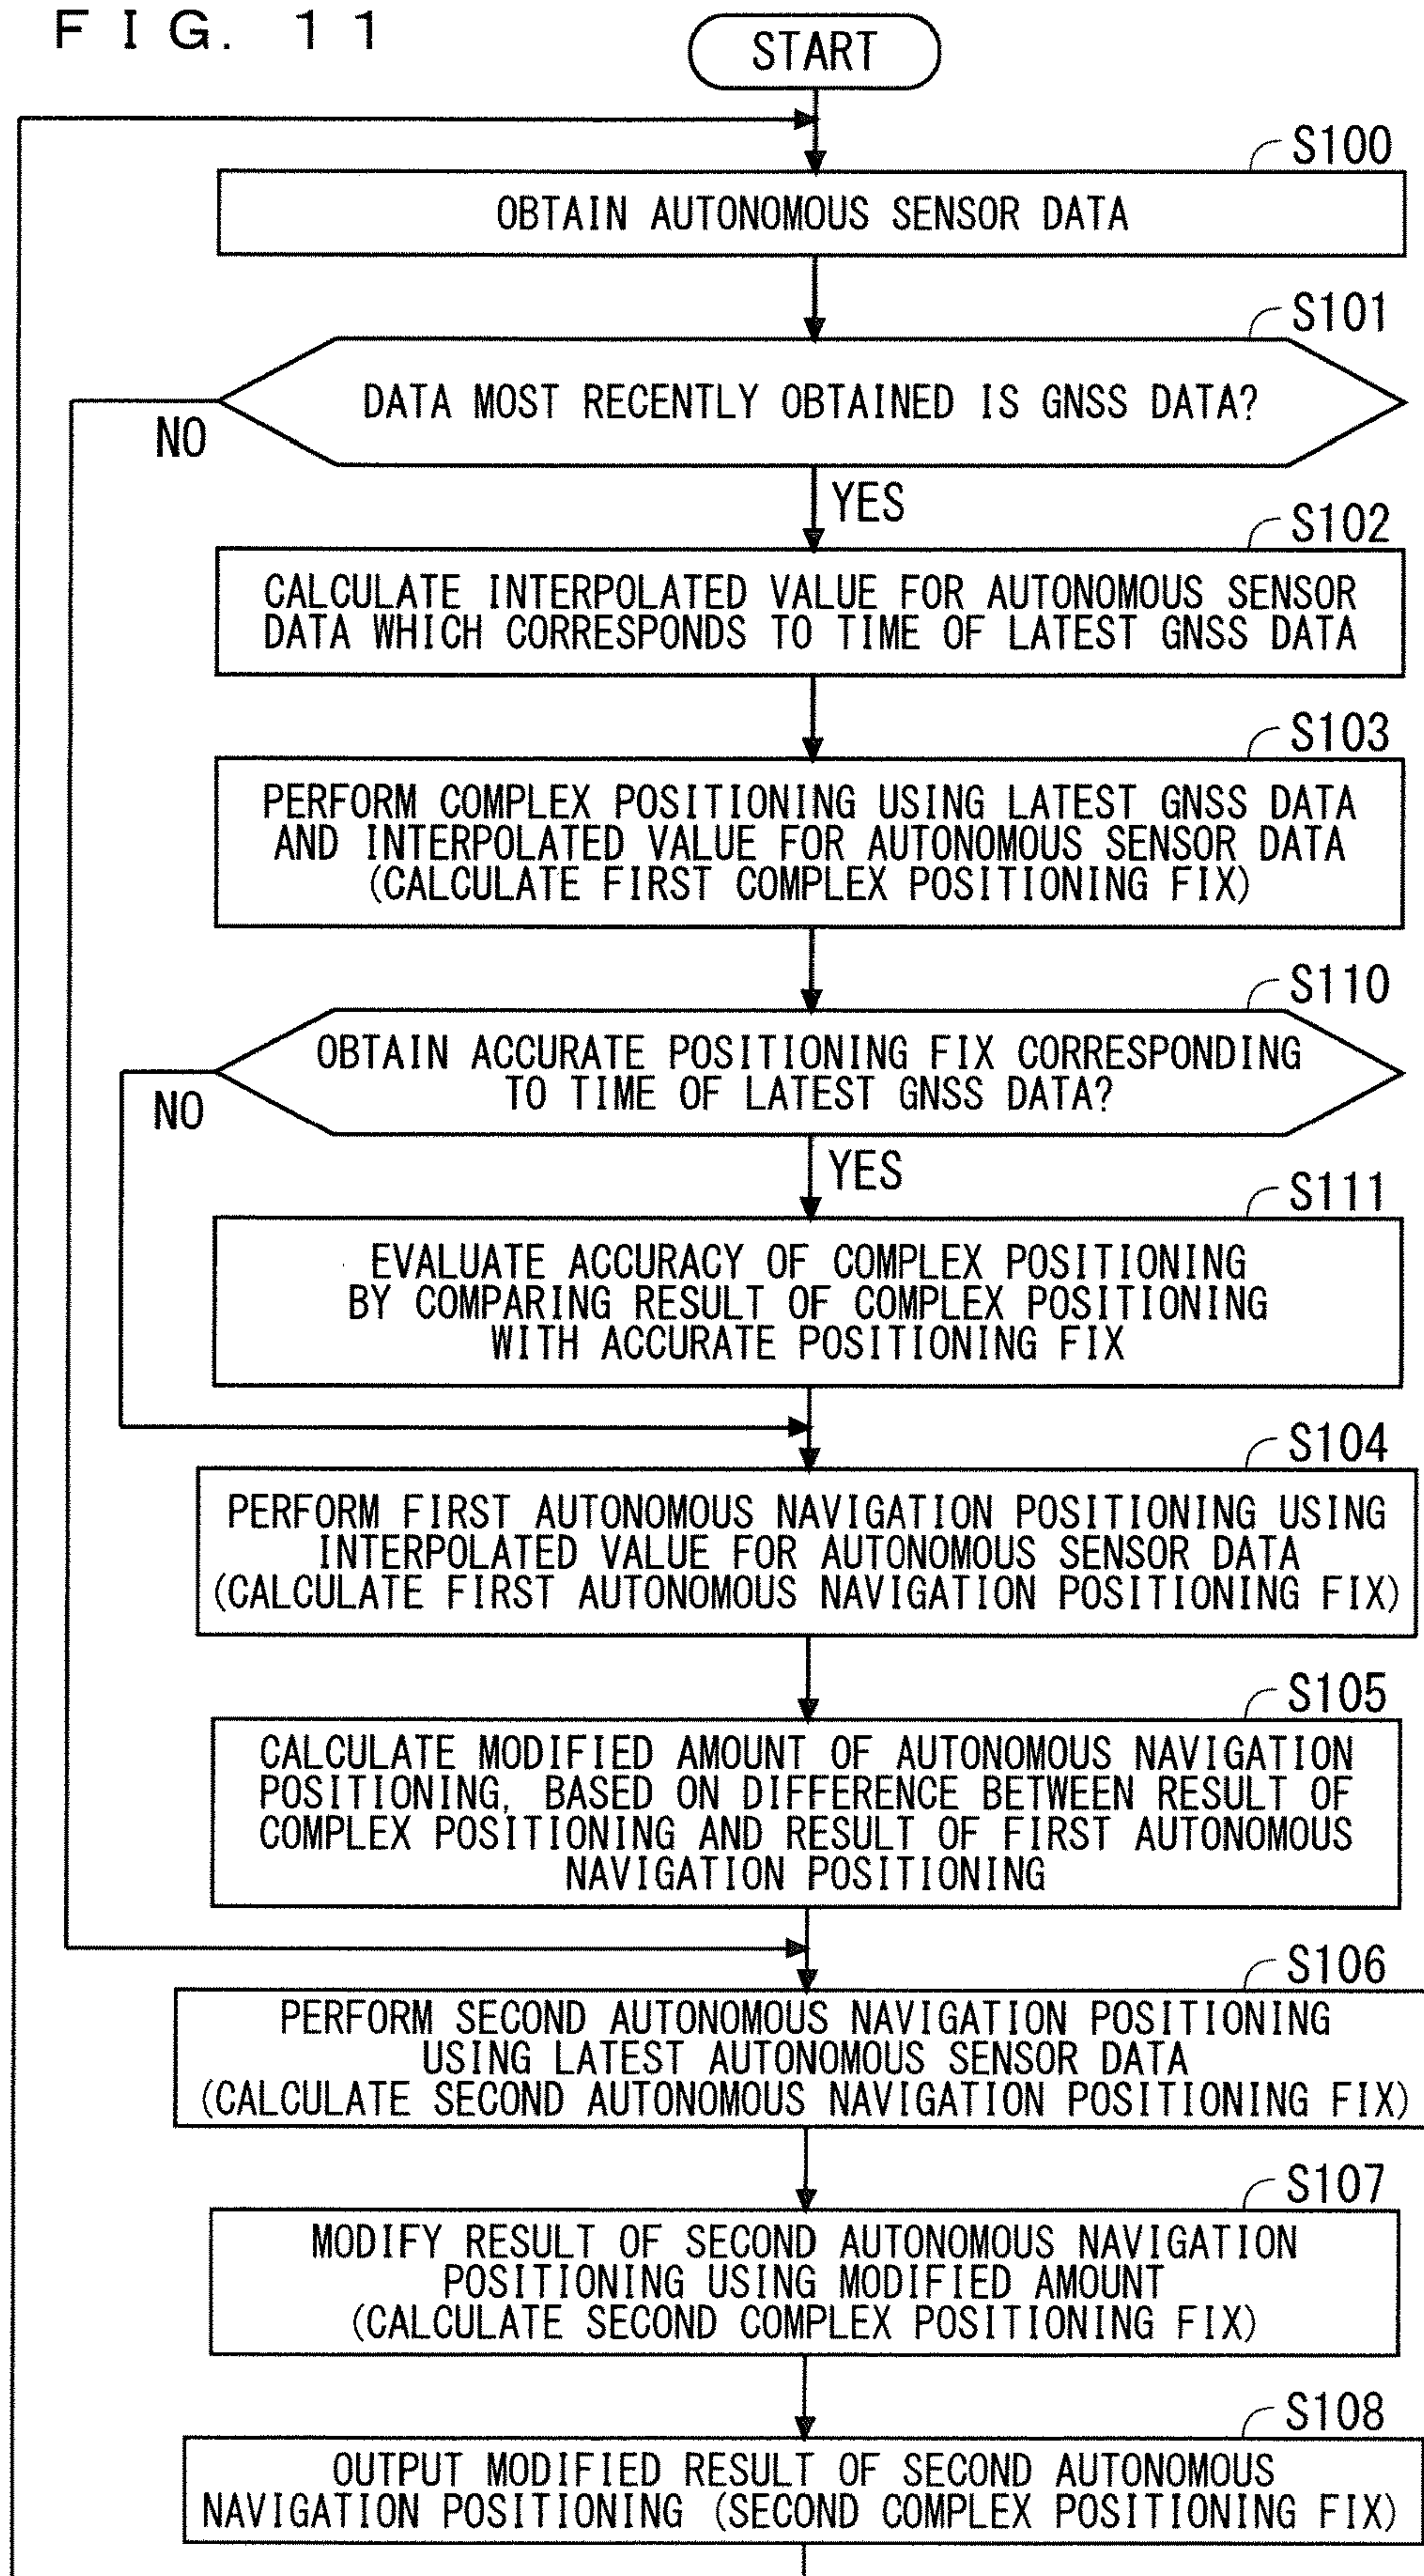 FIG. 11
START
S100
OBTAIN AUTONOMOUS SENSOR DATA
S101
DATA MOST RECENTLY OBTAINED IS GNSS DATA?
NO
YES
S102
CALCULATE INTERPOLATED VALUE FOR AUTONOMOUS SENSOR
DATA WHICH CORRESPONDS TO TIME OF LATEST GNSS DATA
S103
PERFORM COMPLEX POSITIONING USING LATEST GNSS DATA
AND INTERPOLATED VALUE FOR AUTONOMOUS SENSOR DATA
(CALCULATE FIRST COMPLEX POSITIONING FIX)
S110
OBTAIN ACCURATE POSITIONING FIX CORRESPONDING
TO TIME OF LATEST GNSS DATA?
NO
YES
S111
EVALUATE ACCURACY OF COMPLEX POSITIONING
BY COMPARING RESULT OF COMPLEX POSITIONING
WITH ACCURATE POSITIONING FIX
S104
PERFORM FIRST AUTONOMOUS NAVIGATION POSITIONING USING
INTERPOLATED VALUE FOR AUTONOMOUS SENSOR DATA
(CALCULATE FIRST AUTONOMOUS NAVIGATION POSITIONING FIX)
S105
CALCULATE MODIFIED AMOUNT OF AUTONOMOUS NAVIGATION
POSITIONING, BASED ON DIFFERENCE BETWEEN RESULT OF
COMPLEX POSITIONING AND RESULT OF FIRST AUTONOMOUS
NAVIGATION POSITIONING
S106
PERFORM SECOND AUTONOMOUS NAVIGATION POSITIONING
USING LATEST AUTONOMOUS SENSOR DATA
(CALCULATE SECOND AUTONOMOUS NAVIGATION POSITIONING FIX)
S107
MODIFY RESULT OF SECOND AUTONOMOUS NAVIGATION
POSITIONING USING MODIFIED AMOUNT
(CALCULATE SECOND COMPLEX POSITIONING FIX)
S108
OUTPUT MODIFIED RESULT OF SECOND AUTONOMOUS
NAVIGATION POSITIONING (SECOND COMPLEX POSITIONING FIX)